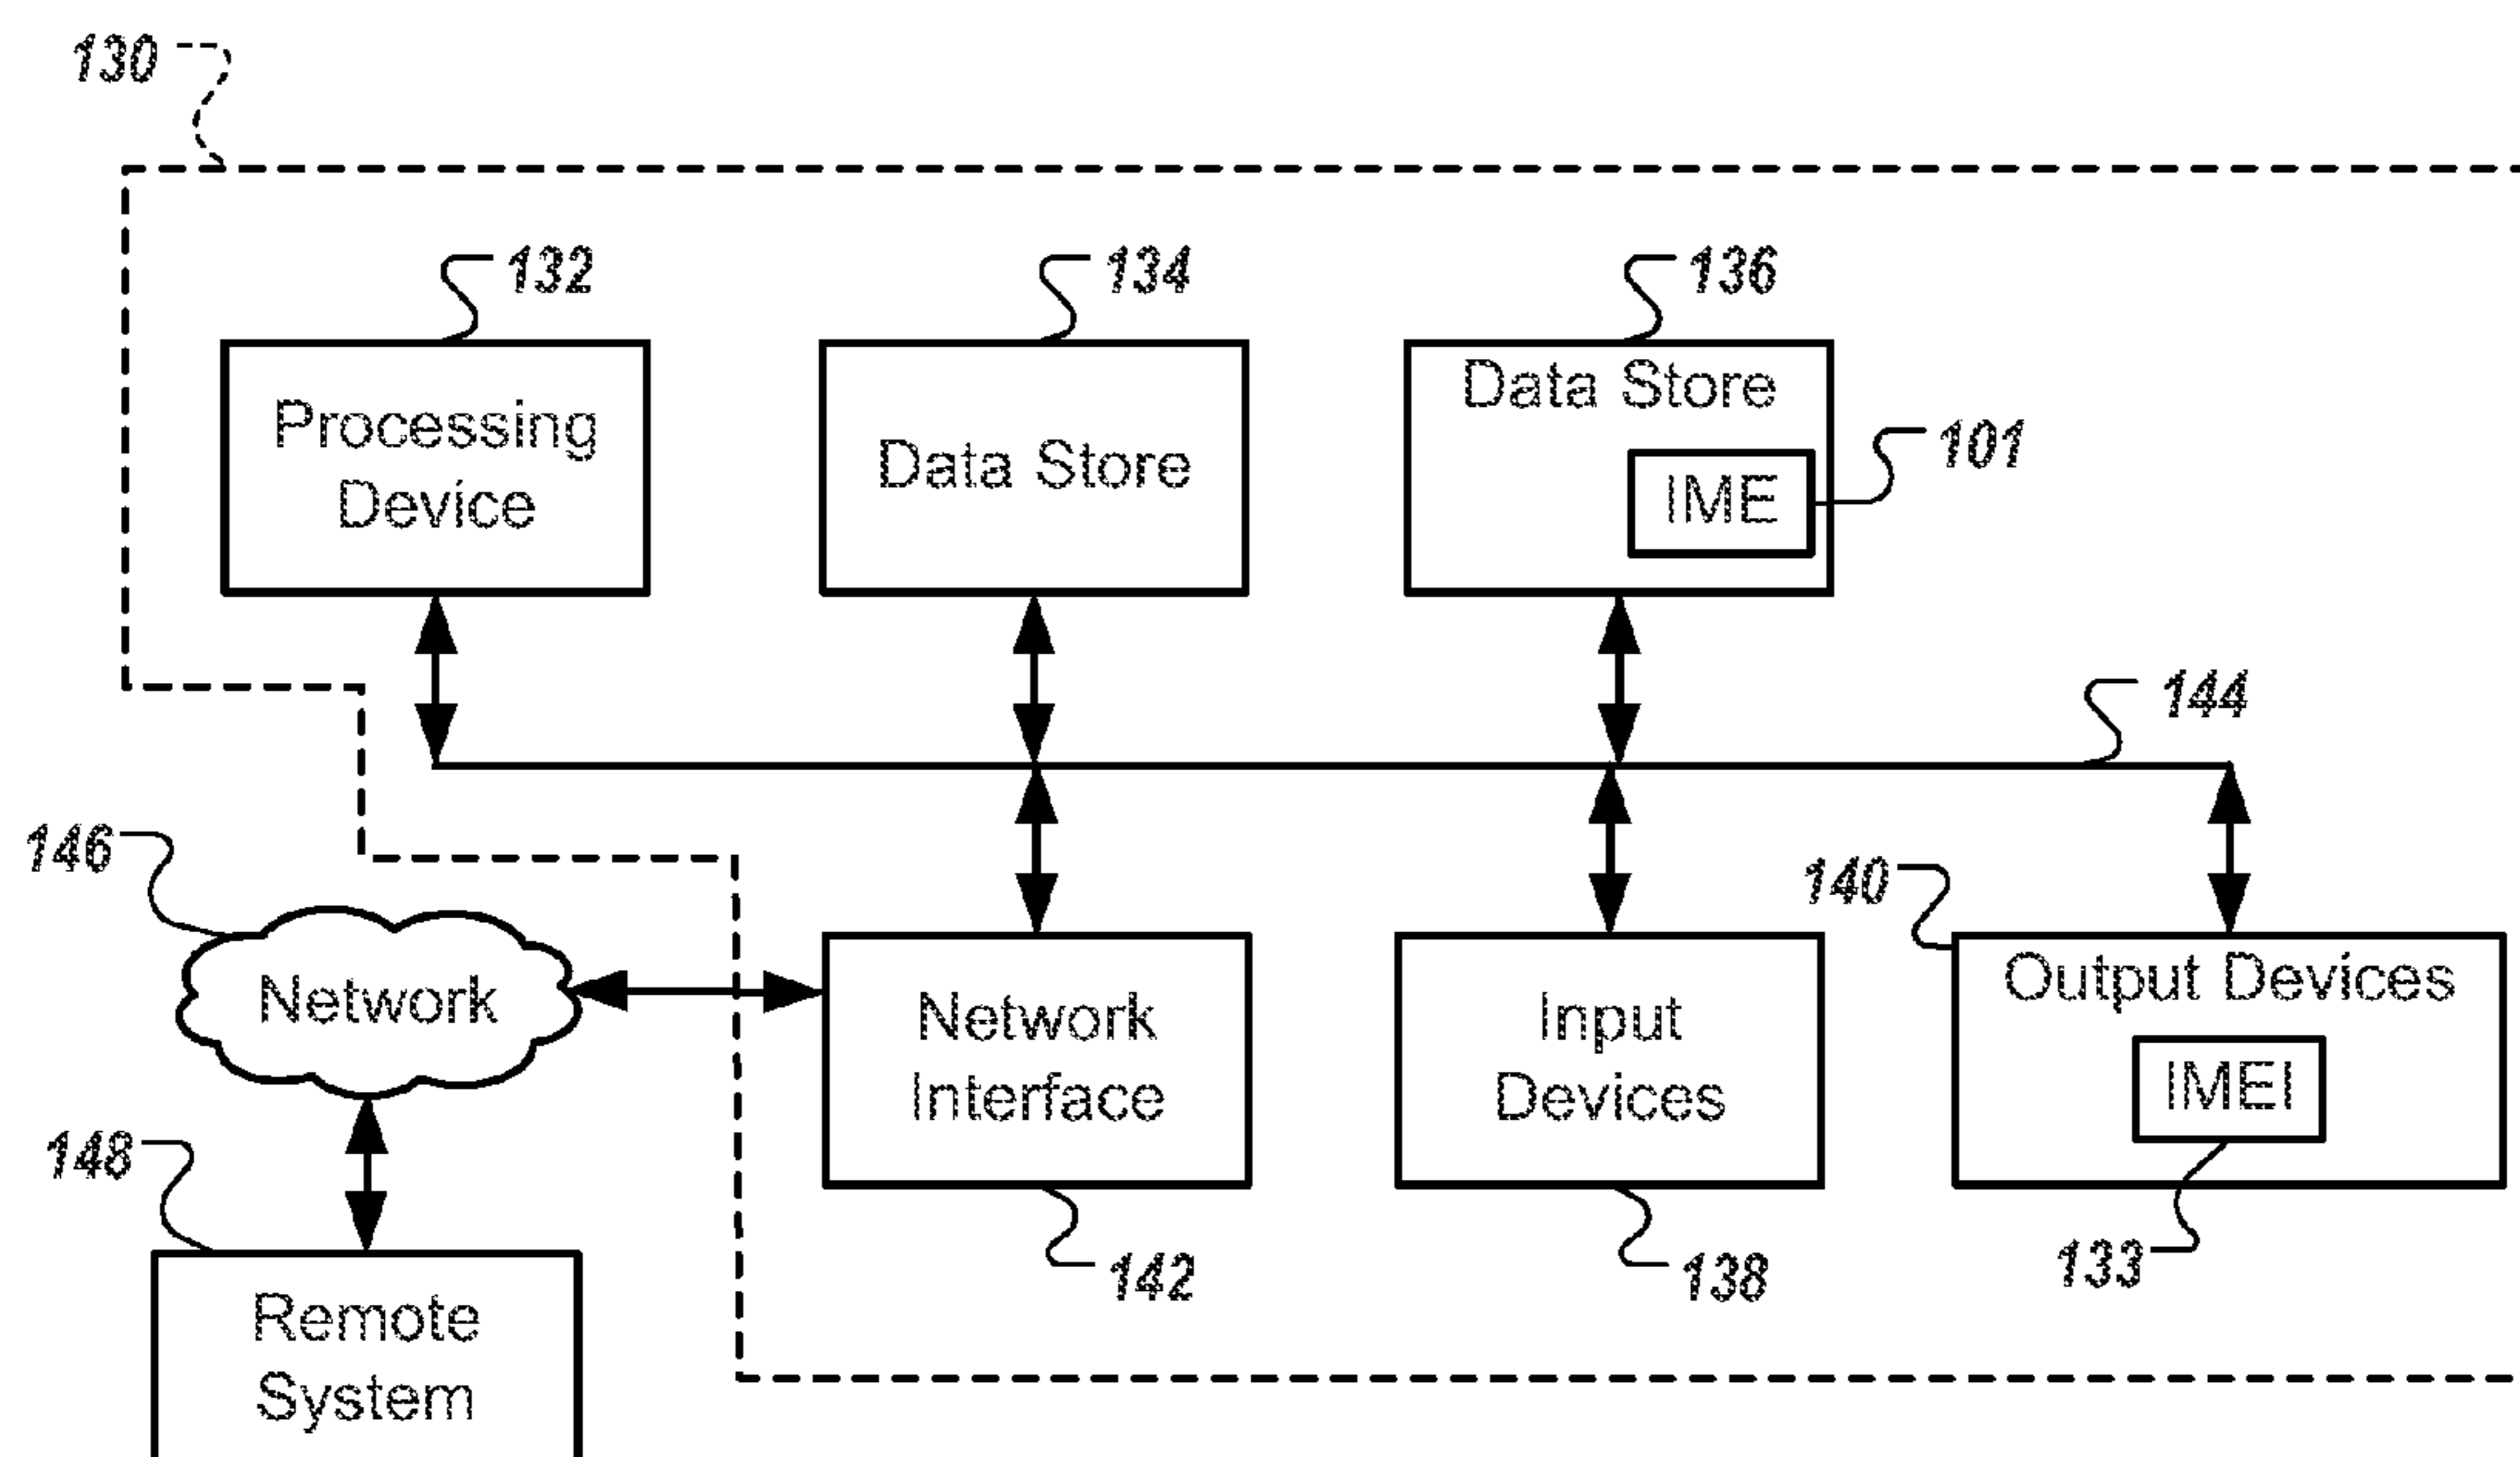 130
132
134
136
Processing
Device
Data Store
Data Store
IME
101
144
146
140
Network
Network
Interface
Input
Devices
Output Devices
IMEI
148
142
138
133
Remote
System